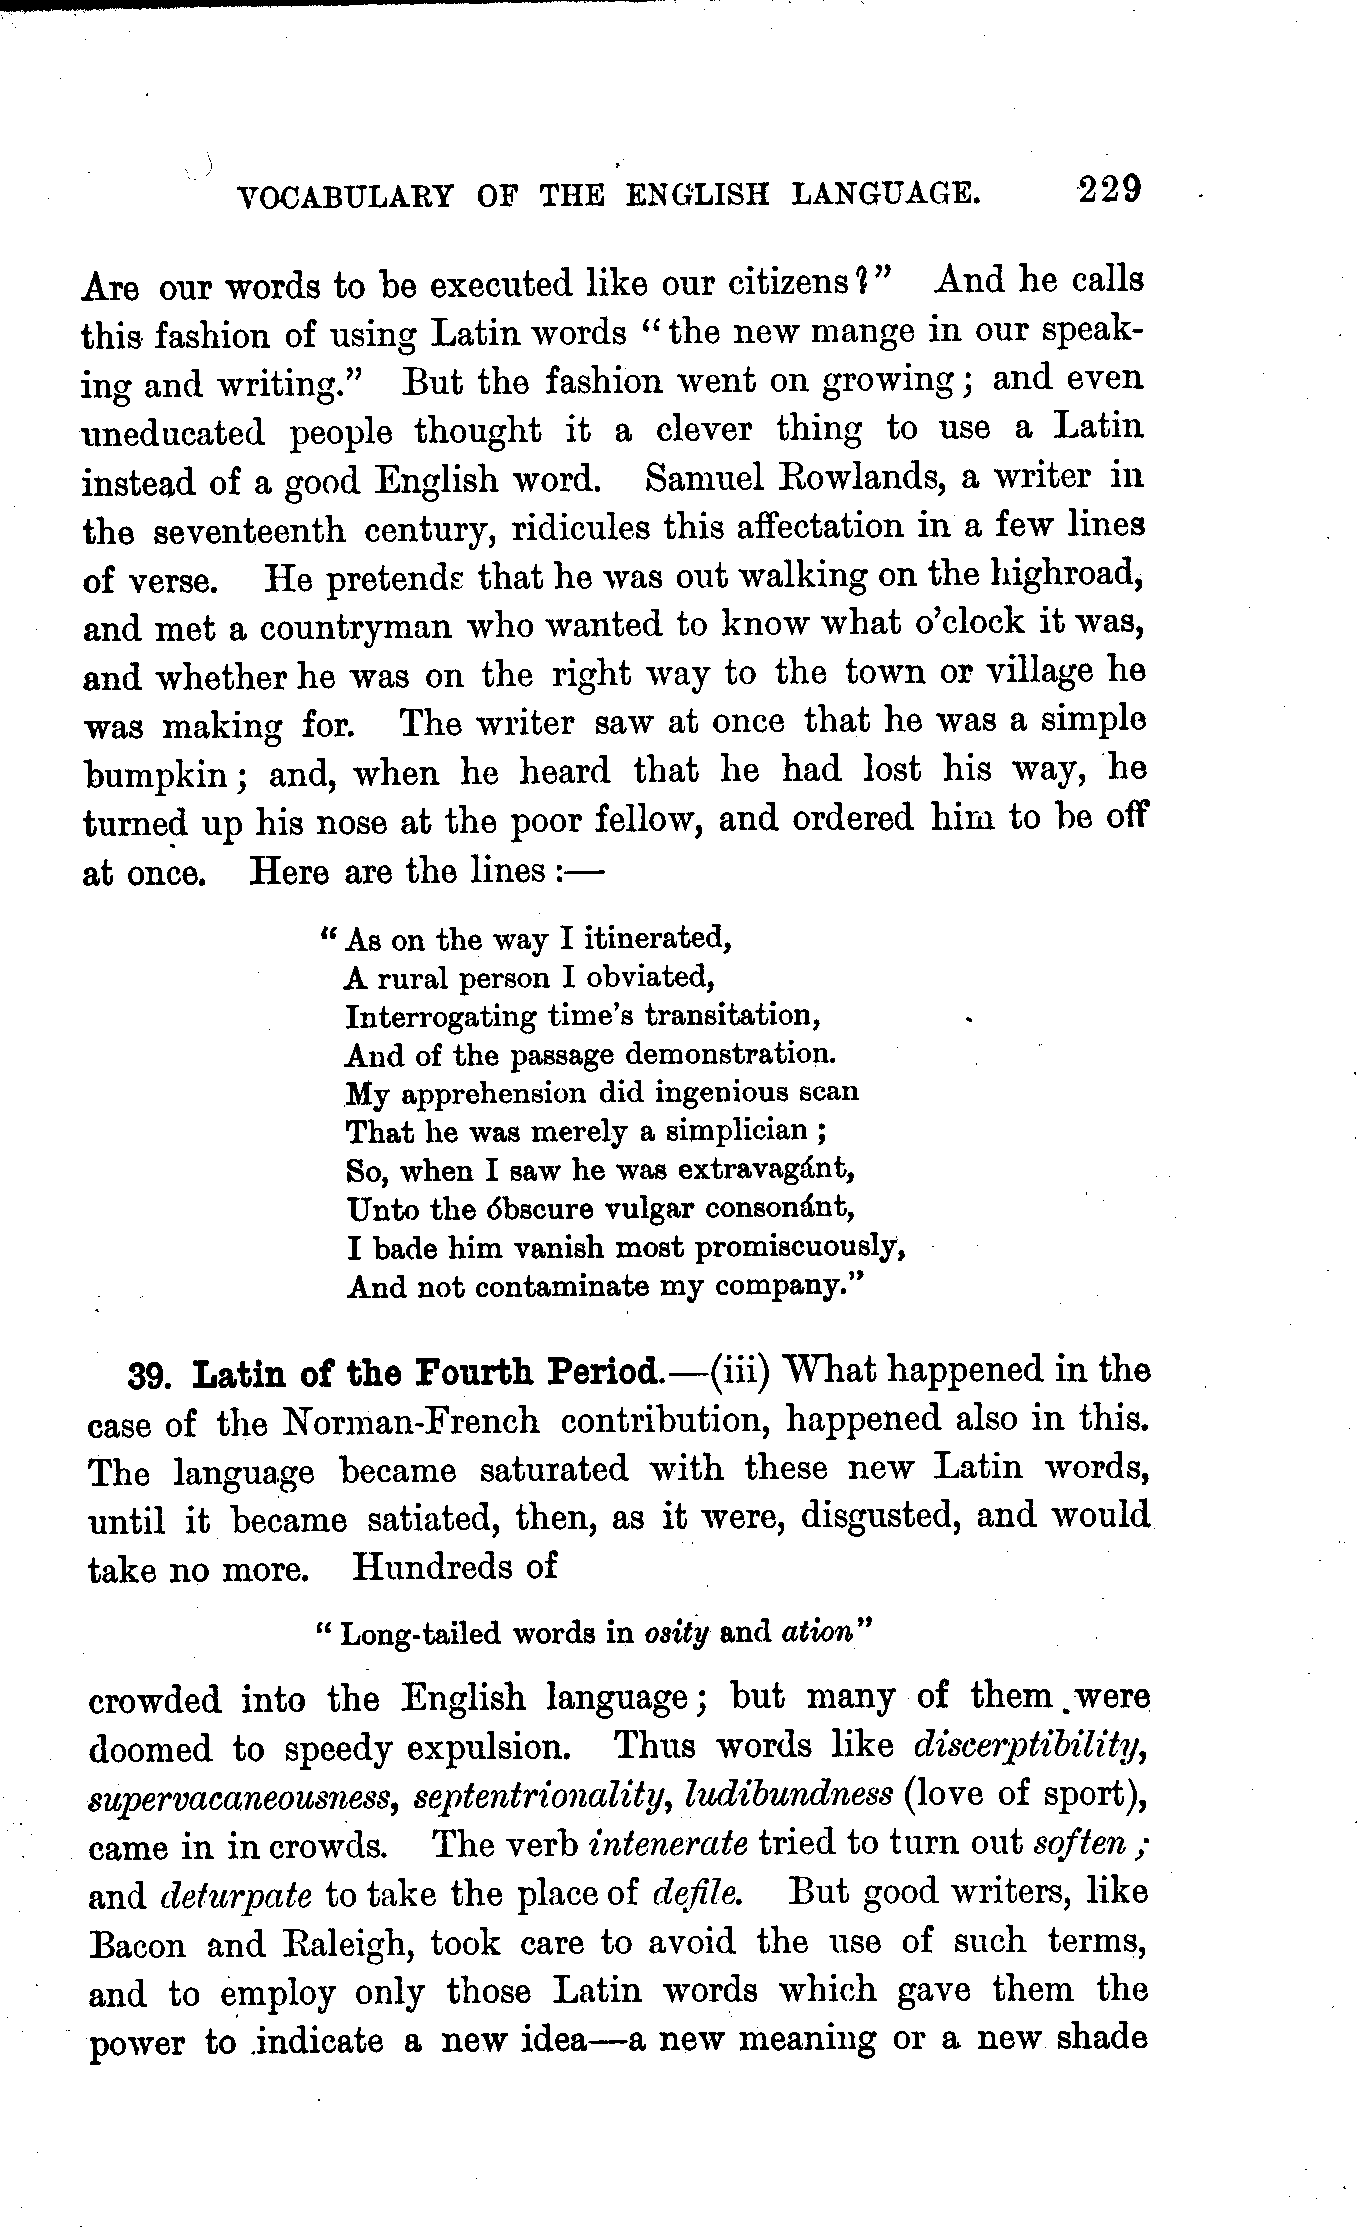 VOCABULARY OF THE ENGLISH LANGUAGE. 229
Are our words to be executed like our citizens?” And he calls
this fashion of using Latin words “the new mange in our speak-
ing and writing.” But the fashion went on growing; and even
uneducated people thought it a clever thing to use a Latin
instead of a good English word. Samuel Rowlands, a writer in
the seventeenth century, ridicules this affectation in a few lines
of verse. He pretends that he was out walking on the highroad,
and met a countryman who wanted to know what o’clock it was,
and whether he was on the right way to the town or village he
was making for. The writer saw at once that he was a simple
bumpkin; and, when he heard that he had lost his way, he
turned up his nose at the poor fellow, and ordered him to be off
at once. Here are the lines:—
“As on the way I itinerated,
A rural person I obviated,
Interrogating time’s transitation,
And of the passage demonstration.
My apprehension did ingenious scan
That he was merely a simplician;
So, when I saw he was extravagánt,
Unto the óbscure vulgar consonánt,
I bade him vanish most promiscuously,
And not contaminate my company.”
39. Latin of the Fourth Period.—(iii) What happened in the
case of the Norman-French contribution, happened also in this.
The language became saturated with these new Latin words,
until it became satiated, then, as it were, disgusted, and would
take no more. Hundreds of
“Long-tailed words in osity and ation”
crowded into the English language; but many of them were
doomed to speedy expulsion. Thus words like discerptibility,
supervacaneousness, septentrionality, ludibundness (love of sport),
came in in crowds. The verb intenerate tried to turn out soften;
and deturpate to take the place of defile. But good writers, like
Bacon and Raleigh, took care to avoid the use of such terms,
and to employ only those Latin words which gave them the
power to indicate a new idea—a new meaning or a new shade